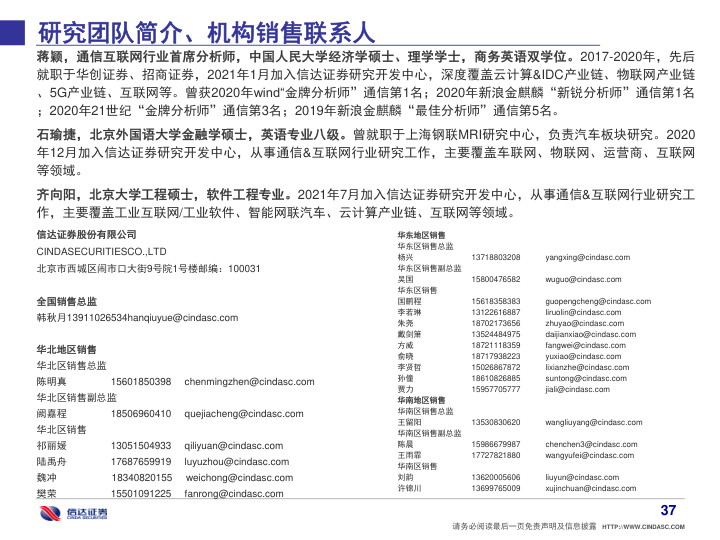 研究团队简介、机构销售联系人
蒋颖，通信互联网行业首席分析师，中国人民大学经济学硕士、理学学士，商务英语双学位。2017-2020年，先后
就职于华创证券、招商证券，2021年1月加入信达证券研究开发中心，深度覆盖云计算&IDC产业链、物联网产业链
、5G产业链、互联网等。曾获2020年wind“金牌分析师”通信第1名；2020年新浪金麒麟“新锐分析师”通信第1名
；2020年21世纪“金牌分析师”通信第3名；2019年新浪金麒麟“最佳分析师”通信第5名。
石瑜捷，北京外国语大学金融学硕士，英语专业八级。曾就职于上海钢联MRI研究中心，负责汽车板块研究。2020
年12月加入信达证券研究开发中心，从事通信&互联网行业研究工作，主要覆盖车联网、物联网、运营商、互联网
等领域。
齐向阳，北京大学工程硕士，软件工程专业。2021年7月加入信达证券研究开发中心，从事通信&互联网行业研究工
作，主要覆盖工业互联网/工业软件、智能网联汽车、云计算产业链、互联网等领域。
信达证券股份有限公司
CINDASECURITIESCO.,LTD
北京市西城区闹市口大街9号院1号楼邮编：100031
全国销售总监
韩秋月13911026534hanqiuyue@cindasc.com
华北地区销售
华北区销售总监
陈明真 15601850398 chenmingzhen@cindasc.com
华北区销售副总监
阙嘉程 18506960410 quejiacheng@cindasc.com
华北区销售
祁丽媛 13051504933 qiliyuan@cindasc.com
陆禹舟 17687659919 luyuzhou@cindasc.com
魏冲 18340820155 weichong@cindasc.com
樊荣 15501091225 fanrong@cindasc.com
华东地区销售
华东区销售总监
杨兴 13718803208 yangxing@cindasc.com
华东区销售副总监
吴国 15800476582 wuguo@cindasc.com
华东区销售
国鹏程 15618358383 guopengcheng@cindasc.com
李若琳 13122616887 liruolin@cindasc.com
朱尧 18702173656 zhuyao@cindasc.com
戴剑箫 13524484975 daijianxiao@cindasc.com
方威 18721118359 fangwei@cindasc.com
俞晓 18717938223 yuxiao@cindasc.com
李贤哲 15026867872 lixianzhe@cindasc.com
孙僮 18610826885 suntong@cindasc.com
贾力 15957705777 jiali@cindasc.com
华南地区销售
华南区销售总监
王留阳 13530830620 wangliuyang@cindasc.com
华南区销售副总监
陈晨 15986679987 chenchen3@cindasc.com
王雨霏 17727821880 wangyufei@cindasc.com
华南区销售
刘韵 13620005606 liuyun@cindasc.com
许锦川 13699765009 xujinchuan@cindasc.com
信达证券
CINDA SECURITIES
37
请务必阅读最后一页免责声明及信息披露 HTTP://WWW.CINDASC.COM